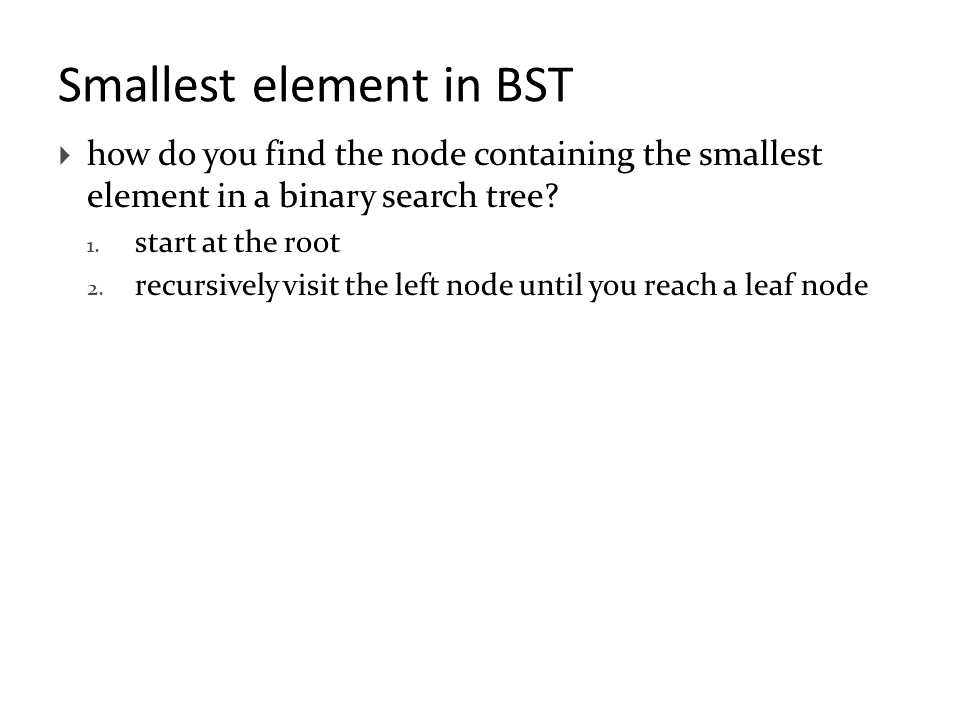 Smallest element in BST
how do you find the node containing the smallest
element in a binary search tree?
1. start at the root
2. recursively visit the left node until you reach a leaf node